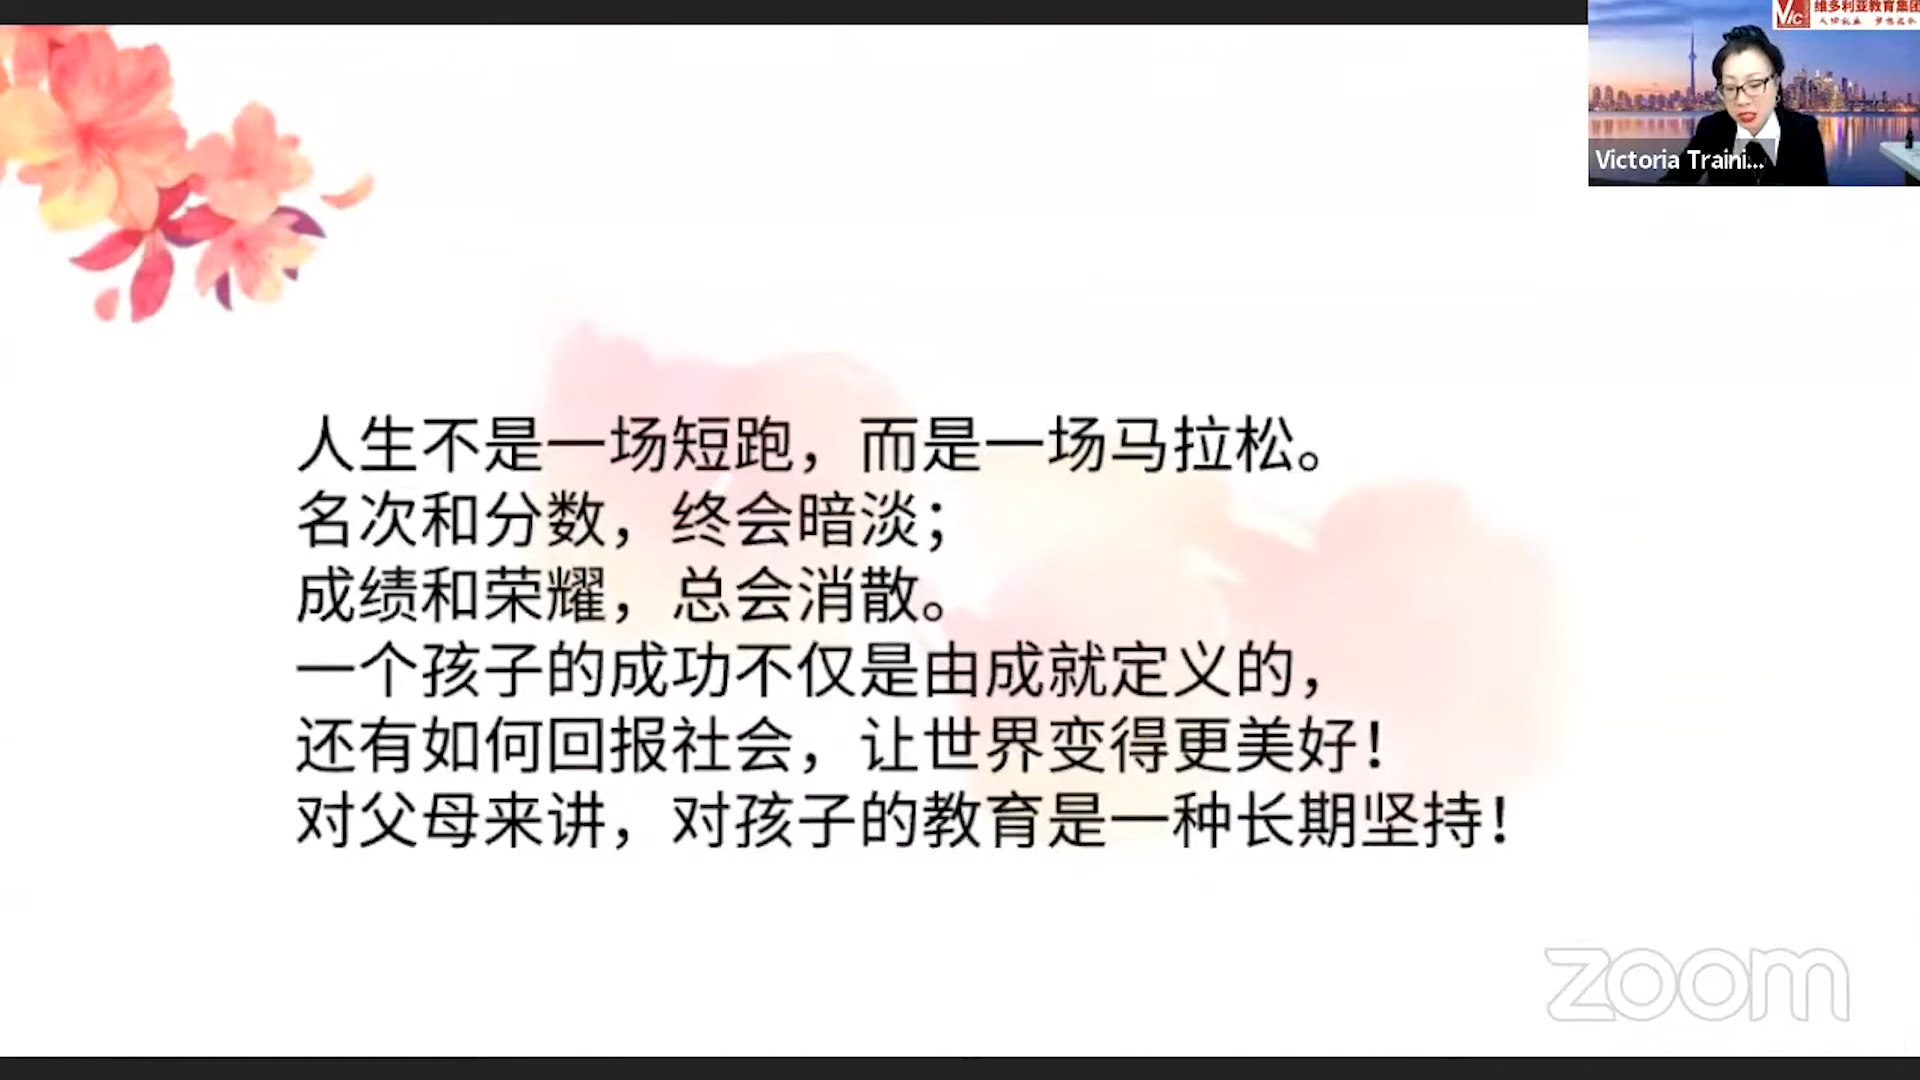 维多利亚教育集团
Victoria Traini...
人生不是一场短跑，而是一场马拉松。
名次和分数，终会暗淡；
成绩和荣耀，总会消散。
一个孩子的成功不仅是由成就定义的，
还有如何回报社会，让世界变得更美好！
对父母来讲，对孩子的教育是一种长期坚持！
zoom